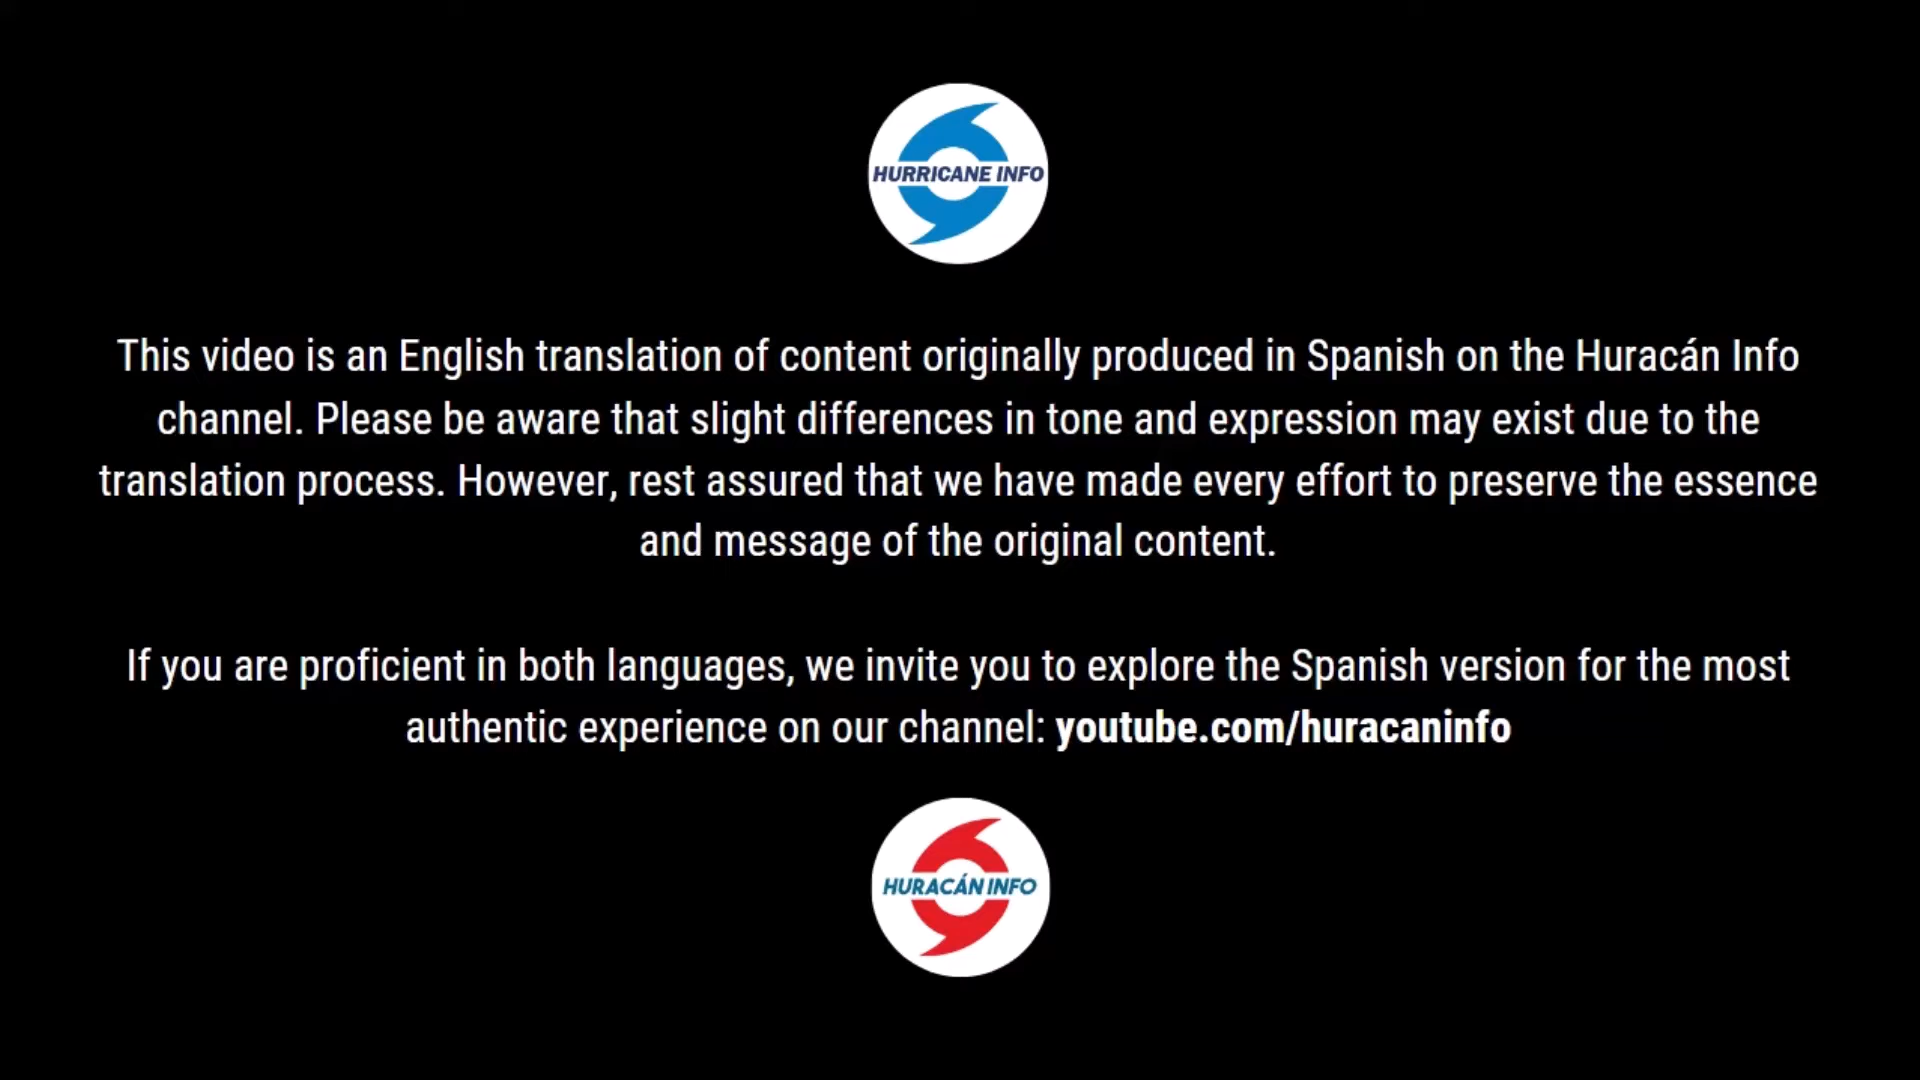 HURRICANE INFO
This video is an English translation of content originally produced in Spanish on the Huracán Info
channel. Please be aware that slight differences in tone and expression may exist due to the
translation process. However, rest assured that we have made every effort to preserve the essence
and message of the original content.
If you are proficient in both languages, we invite you to explore the Spanish version for the most
authentic experience on our channel: youtube.com/huracaninfo
HURACÁN INFO